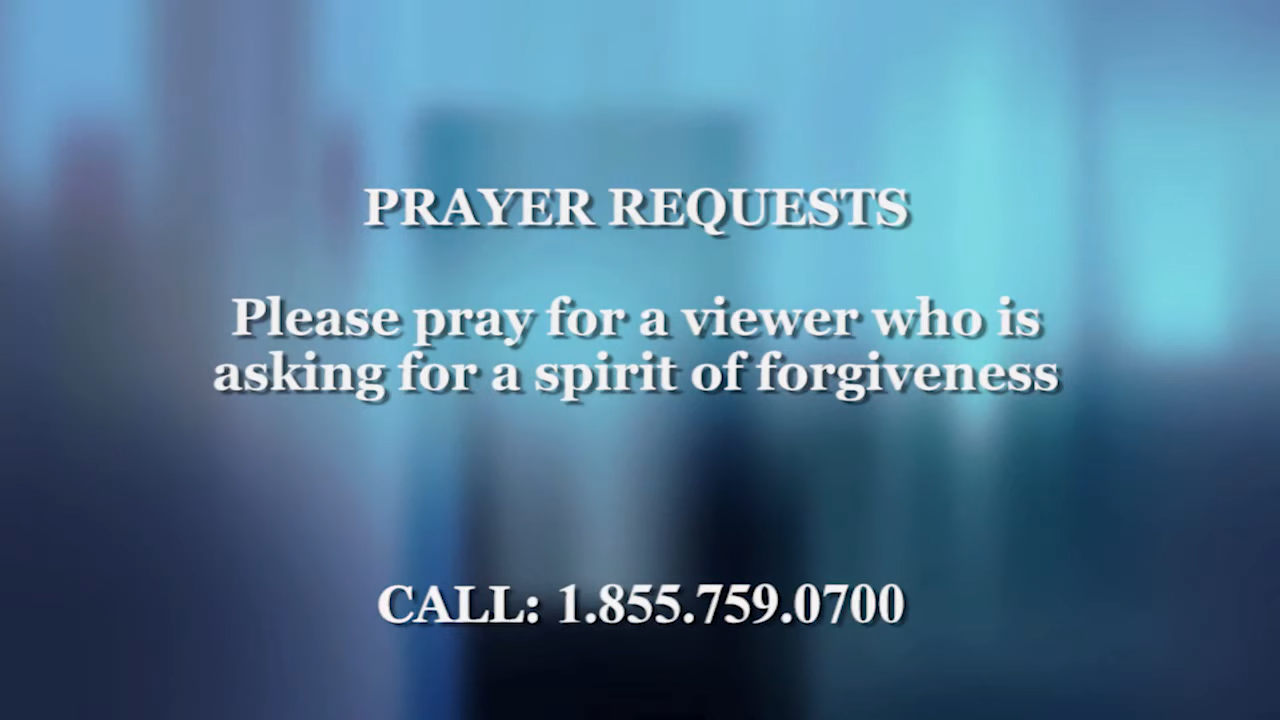 PRAYER REQUESTS
Please pray for a viewer who is
asking for a spirit of forgiveness
CALL: 1.855.759.0700